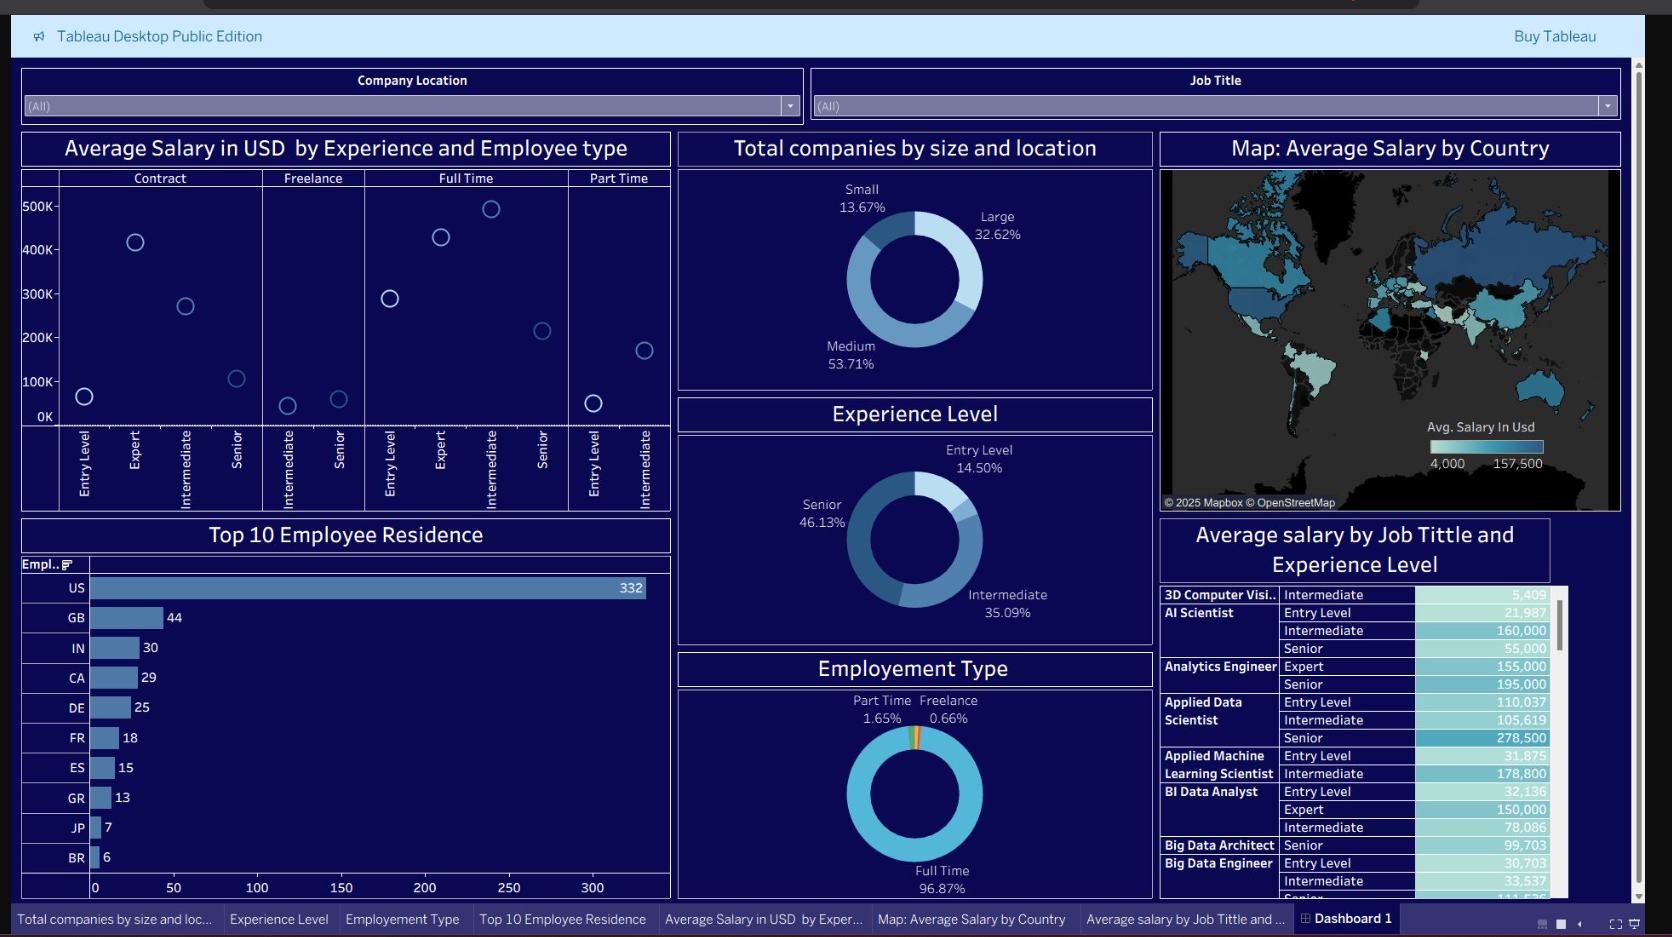 Tableau Desktop Public Edition
Buy Tableau
Company Location
(All)
Job Title
(All)
Average Salary in USD by Experience and Employee type
Contract
Freelance
Full Time
Part Time
500K
400K
300K
200K
100K
0K
Entry Level
Expert
Intermediate
Senior
Intermediate
Senior
Entry Level
Expert
Intermediate
Senior
Entry Level
Intermediate
Top 10 Employee Residence
Empl..
US 332
GB 44
IN 30
CA 29
DE 25
FR 18
ES 15
GR 13
JP 7
BR 6
0 50 100 150 200 250 300
Total companies by size and location
Small
13.67%
Large
32.62%
Medium
53.71%
Experience Level
Entry Level
14.50%
Senior
46.13%
Intermediate
35.09%
Employement Type
Part Time
1.65%
Freelance
0.66%
Full Time
96.87%
Map: Average Salary by Country
Avg. Salary In Usd
4,000 157,500
© 2025 Mapbox © OpenStreetMap
Average salary by Job Tittle and
Experience Level
3D Computer Visi.. Intermediate 5,409
AI Scientist Entry Level 21,987
Intermediate 160,000
Senior 55,000
Analytics Engineer Expert 155,000
Senior 195,000
Applied Data Entry Level 110,037
Scientist Intermediate 105,619
Senior 278,500
Applied Machine Entry Level 31,875
Learning Scientist Intermediate 178,800
BI Data Analyst Entry Level 32,136
Expert 150,000
Intermediate 78,086
Big Data Architect Senior 99,703
Big Data Engineer Entry Level 30,703
Intermediate 33,537
Total companies by size and loc...
Experience Level
Employement Type
Top 10 Employee Residence
Average Salary in USD by Exper...
Map: Average Salary by Country
Average salary by Job Tittle and ...
Dashboard 1